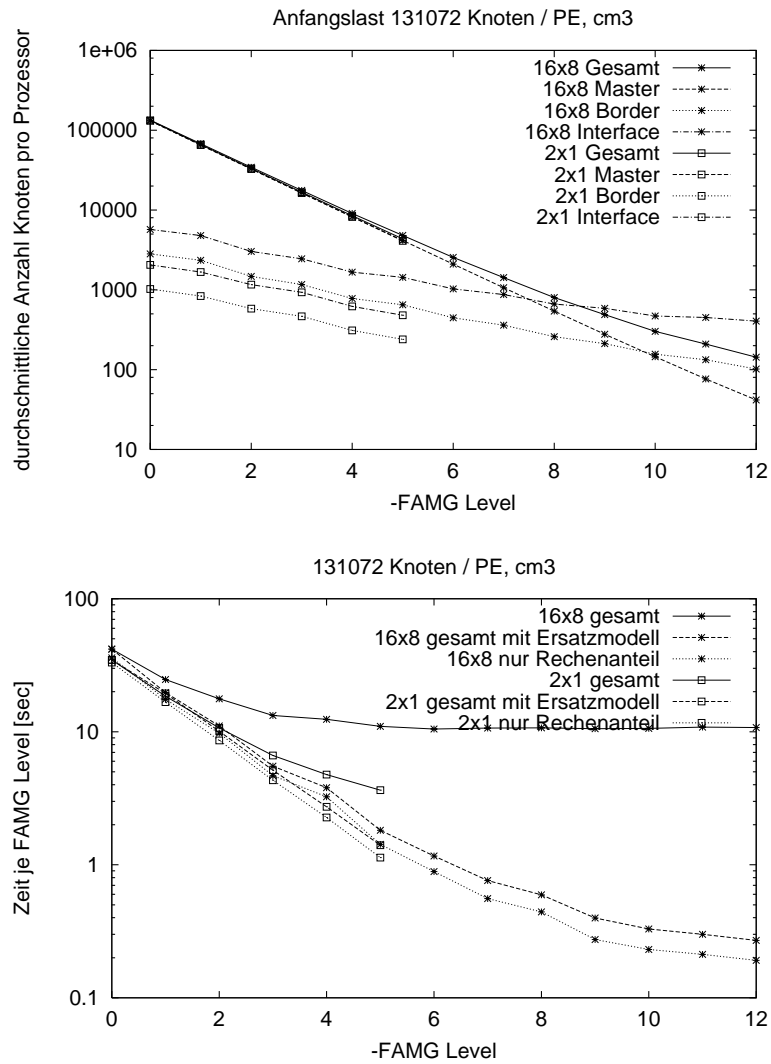 Anfangslast 131072 Knoten / PE, cm3
durchschnittliche Anzahl Knoten pro Prozessor
1e+06
100000
10000
1000
100
10
16x8 Gesamt
16x8 Master
16x8 Border
16x8 Interface
2x1 Gesamt
2x1 Master
2x1 Border
2x1 Interface
0 2 4 6 8 10 12
-FAMG Level
131072 Knoten / PE, cm3
Zeit je FAMG Level [sec]
100
10
1
0.1
16x8 gesamt
16x8 gesamt mit Ersatzmodell
16x8 nur Rechenanteil
2x1 gesamt
2x1 gesamt mit Ersatzmodell
2x1 nur Rechenanteil
0 2 4 6 8 10 12
-FAMG Level